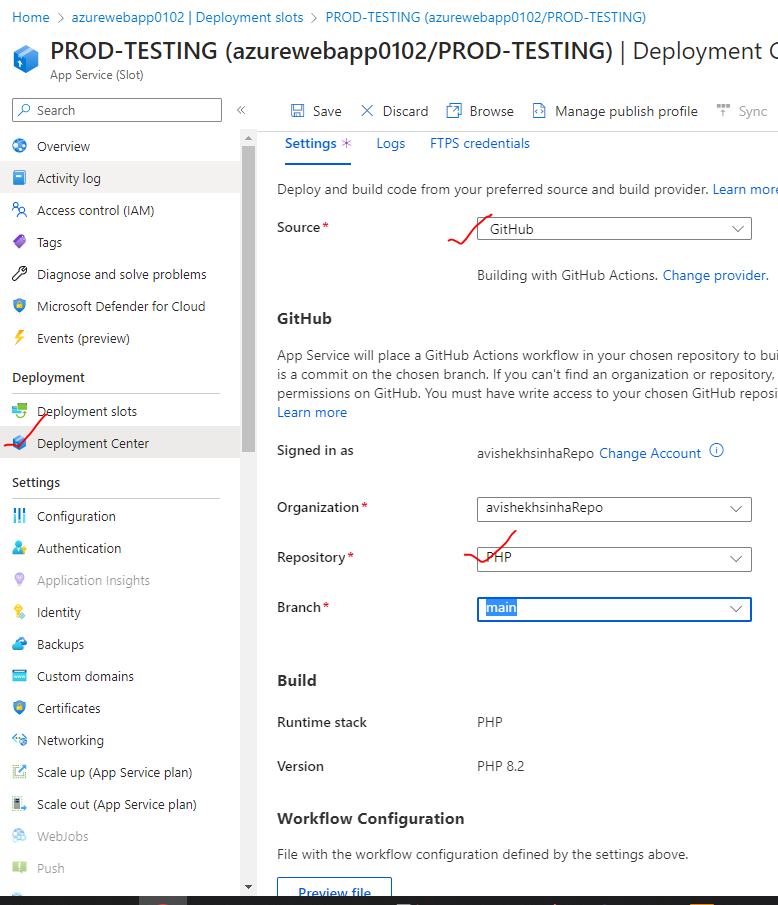 Home > azurewebapp0102 | Deployment slots > PROD-TESTING (azurewebapp0102/PROD-TESTING)
PROD-TESTING (azurewebapp0102/PROD-TESTING) | Deployment C
App Service (Slot)
Search
«
Save
Discard
Browse
Manage publish profile
Sync
Overview
Activity log
Access control (IAM)
Tags
Diagnose and solve problems
Microsoft Defender for Cloud
Events (preview)
Deployment
Deployment slots
Deployment Center
Settings
Configuration
Authentication
Application Insights
Identity
Backups
Custom domains
Certificates
Networking
Scale up (App Service plan)
Scale out (App Service plan)
WebJobs
Push
Settings *
Logs
FTPS credentials
Deploy and build code from your preferred source and build provider. Learn more
Source*
GitHub
Building with GitHub Actions. Change provider.
GitHub
App Service will place a GitHub Actions workflow in your chosen repository to bui
is a commit on the chosen branch. If you can't find an organization or repository,
permissions on GitHub. You must have write access to your chosen GitHub reposi
Learn more
Signed in as
avishekhsinhaRepo Change Account
Organization*
avishekhsinhaRepo
Repository*
PHP
Branch*
main
Build
Runtime stack
PHP
Version
PHP 8.2
Workflow Configuration
File with the workflow configuration defined by the settings above.
Preview file